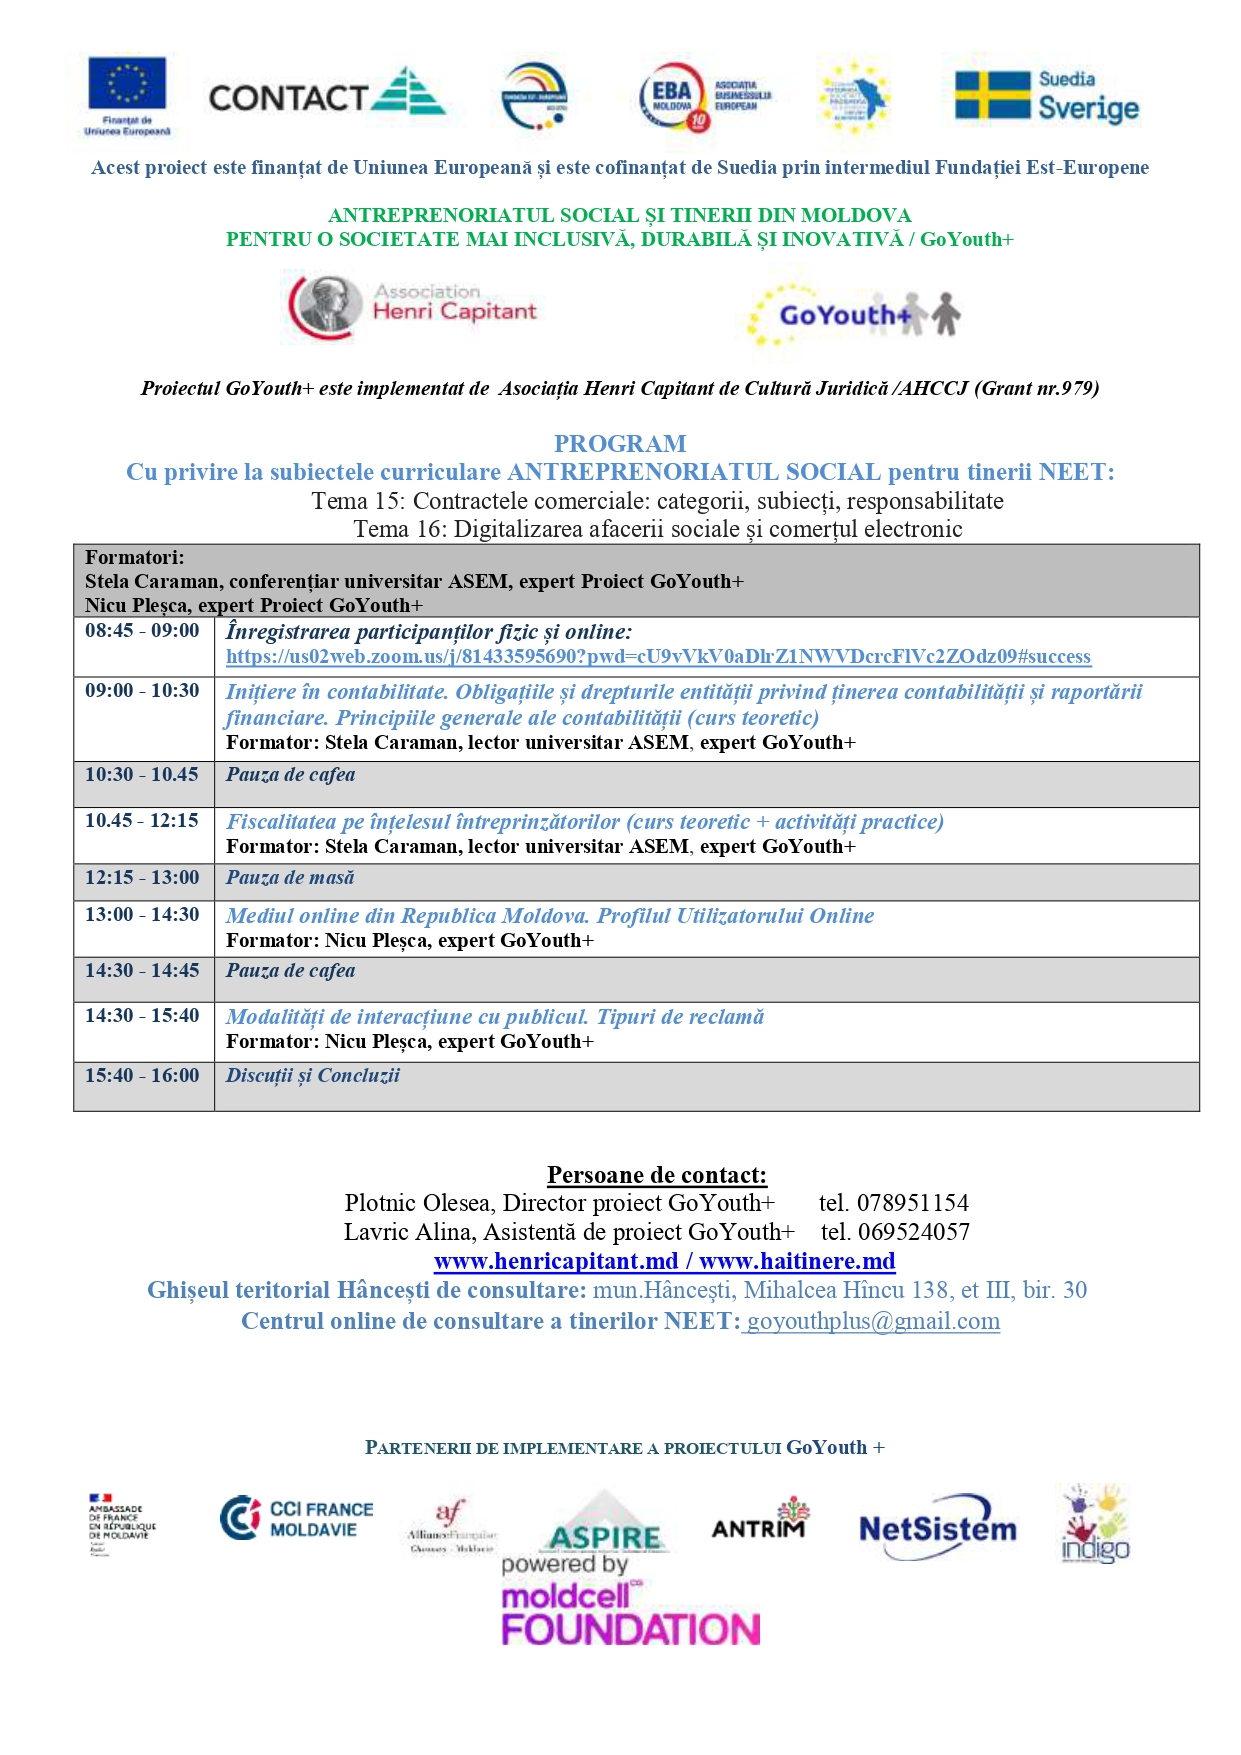 Finanțat de
Uniunea Europeană
CONTACT
EBA
MOLDOVA
10
ASOCIAȚIA
BUSINESSULUI
EUROPEAN
Suedia
Sverige
Acest proiect este finanțat de Uniunea Europeană și este cofinanțat de Suedia prin intermediul Fundației Est-Europene
ANTREPRENORIATUL SOCIAL ȘI TINERII DIN MOLDOVA
PENTRU O SOCIETATE MAI INCLUSIVĂ, DURABILĂ ȘI INOVATIVĂ / GoYouth+
Association
Henri Capitant
GoYouth+
Proiectul GoYouth+ este implementat de Asociația Henri Capitant de Cultură Juridică /AHCCJ (Grant nr.979)
PROGRAM
Cu privire la subiectele curriculare ANTREPRENORIATUL SOCIAL pentru tinerii NEET:
Tema 15: Contractele comerciale: categorii, subiecți, responsabilitate
Tema 16: Digitalizarea afacerii sociale și comerțul electronic
Formatori:
Stela Caraman, conferențiar universitar ASEM, expert Proiect GoYouth+
Nicu Pleșca, expert Proiect GoYouth+
08:45 - 09:00 Înregistrarea participanților fizic și online:
https://us02web.zoom.us/j/81433595690?pwd=cU9vVkV0aDlrZ1NWVDcrcFlVc2ZOdz09#success
09:00 - 10:30 Inițiere în contabilitate. Obligațiile și drepturile entității privind ținerea contabilității și raportării
financiare. Principiile generale ale contabilității (curs teoretic)
Formator: Stela Caraman, lector universitar ASEM, expert GoYouth+
10:30 - 10.45 Pauza de cafea
10.45 - 12:15 Fiscalitatea pe înțelesul întreprinzătorilor (curs teoretic + activități practice)
Formator: Stela Caraman, lector universitar ASEM, expert GoYouth+
12:15 - 13:00 Pauza de masă
13:00 - 14:30 Mediul online din Republica Moldova. Profilul Utilizatorului Online
Formator: Nicu Pleșca, expert GoYouth+
14:30 - 14:45 Pauza de cafea
14:30 - 15:40 Modalități de interacțiune cu publicul. Tipuri de reclamă
Formator: Nicu Pleșca, expert GoYouth+
15:40 - 16:00 Discuții și Concluzii
Persoane de contact:
Plotnic Olesea, Director proiect GoYouth+ tel. 078951154
Lavric Alina, Asistentă de proiect GoYouth+ tel. 069524057
www.henricapitant.md / www.haitinere.md
Ghișeul teritorial Hâncești de consultare: mun.Hânceşti, Mihalcea Hîncu 138, et III, bir. 30
Centrul online de consultare a tinerilor NEET: goyouthplus@gmail.com
PARTENERII DE IMPLEMENTARE A PROIECTULUI GoYouth +
AMBASSADE
DE FRANCE
EN RÉPUBLIQUE
DE MOLDAVIE
CCI FRANCE
MOLDAVIE
af
AllianceFrançaise
ASPIRE
ANTRIM
NetSistem
indigo
powered by
moldcell
FOUNDATION